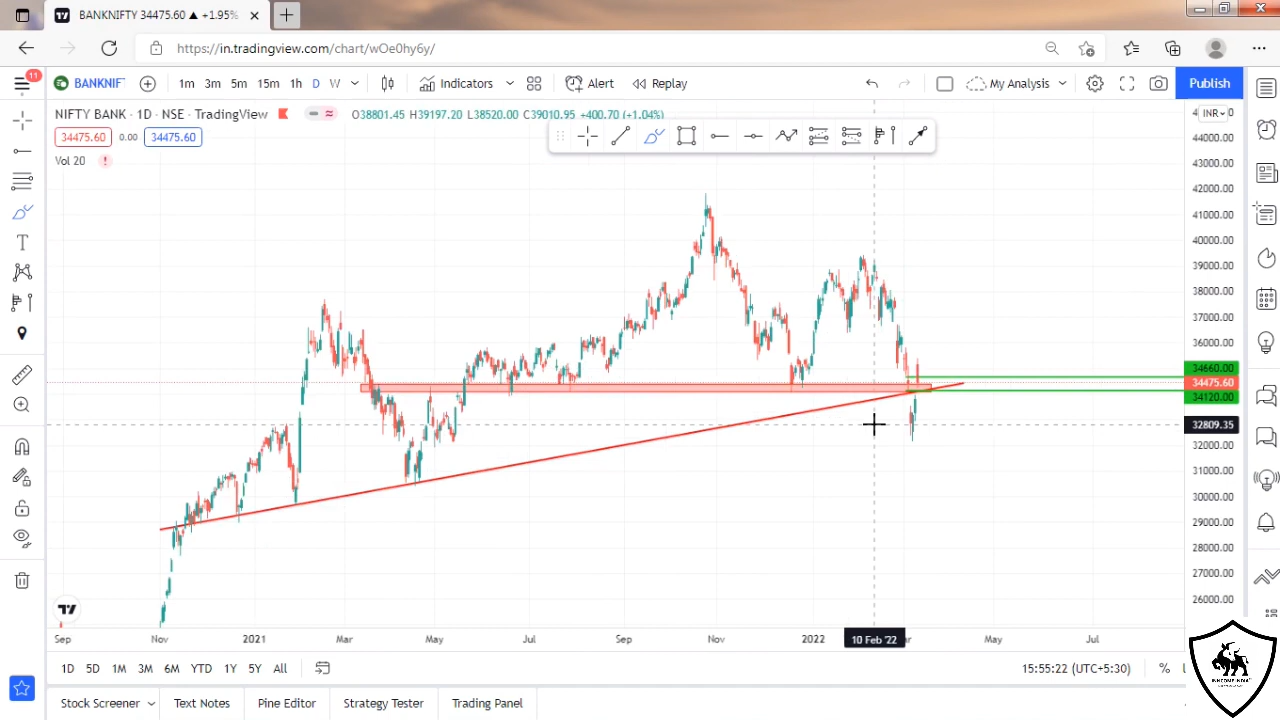 BANKNIFTY 34475.60 ▲ +1.95%
https://in.tradingview.com/chart/wOe0hy6y/
11
BANKNIF
1m 3m 5m 15m 1h D W
Indicators
Alert
Replay
My Analysis
Publish
NIFTY BANK · 1D · NSE · TradingView
O38801.45 H39197.20 L38520.00 C39010.95 +400.70 (+1.04%)
INR
34475.60 0.00 34475.60
Vol 20
44000.00
43000.00
42000.00
41000.00
40000.00
39000.00
38000.00
37000.00
36000.00
34660.00
34475.60
34120.00
32809.35
32000.00
31000.00
30000.00
29000.00
28000.00
27000.00
26000.00
Sep Nov 2021 Mar May Jul Sep Nov 2022 10 Feb '22 May Jul
1D 5D 1M 3M 6M YTD 1Y 5Y All
15:55:22 (UTC+5:30) %
Stock Screener Text Notes Pine Editor Strategy Tester Trading Panel
INNCOME INDIA